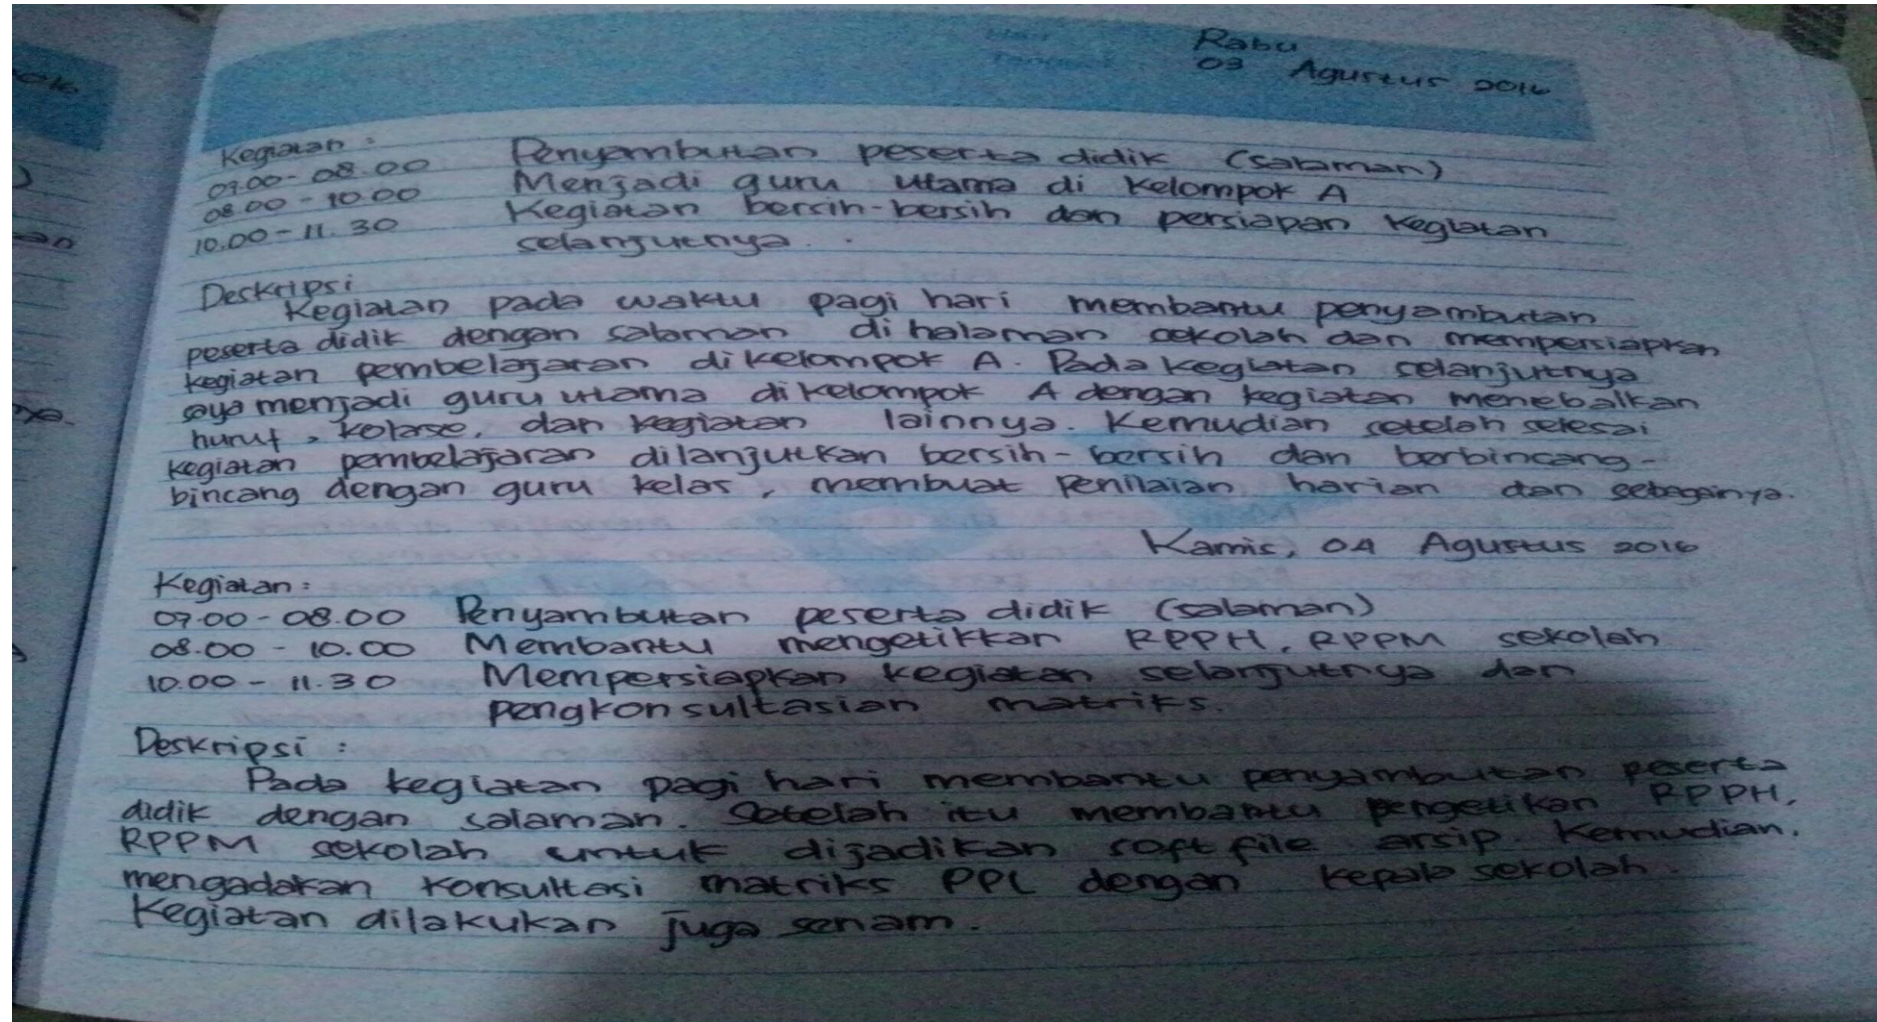 Rabu
03 Agustus 2016
Kegiatan :
07.00 - 08.00 Penyambutan peserta didik (salaman)
08.00 - 10.00 Menjadi guru utama di Kelompok A
10.00 - 11.30 Kegiatan bersih-bersih dan persiapan kegiatan
selanjutnya.
Deskripsi
Kegiatan pada waktu pagi hari membantu penyambutan
peserta didik dengan salaman di halaman sekolah dan mempersiapkan
kegiatan pembelajaran di kelompok A. Pada kegiatan selanjutnya
saya menjadi guru utama di kelompok A dengan kegiatan menebalkan
huruf, kolase, dan kegiatan lainnya. Kemudian setelah selesai
kegiatan pembelajaran dilanjutkan bersih-bersih dan berbincang-
bincang dengan guru kelas, membuat penilaian harian dan sebagainya.
Kamis, 04 Agustus 2016
Kegiatan :
07.00 - 08.00 Penyambutan peserta didik (salaman)
08.00 - 10.00 Membantu mengetikkan RPPH, RPPM sekolah
10.00 - 11.30 Mempersiapkan kegiatan selanjutnya dan
pengkonsultasian matriks.
Deskripsi :
Pada kegiatan pagi hari membantu penyambutan peserta
didik dengan salaman. Setelah itu membantu pengetikan RPPH,
RPPM sekolah untuk dijadikan soft file arsip. Kemudian,
mengadakan konsultasi matriks PPL dengan kepala sekolah.
Kegiatan dilakukan juga senam.